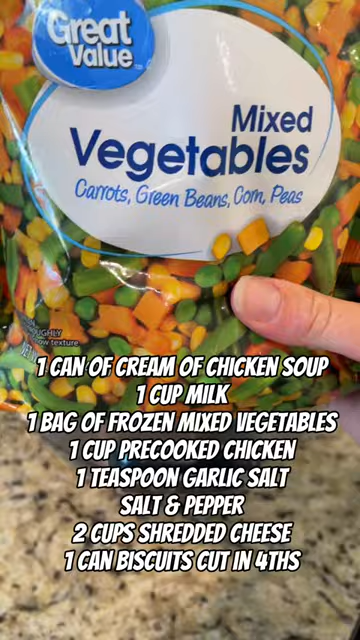 Great
Value
Mixed
Vegetables
Carrots, Green Beans, Corn, Peas
1 CAN OF CREAM OF CHICKEN SOUP
1 CUP MILK
1 BAG OF FROZEN MIXED VEGETABLES
1 CUP PRECOOKED CHICKEN
1 TEASPOON GARLIC SALT
SALT & PEPPER
2 CUPS SHREDDED CHEESE
1 CAN BISCUITS CUT IN 4THS